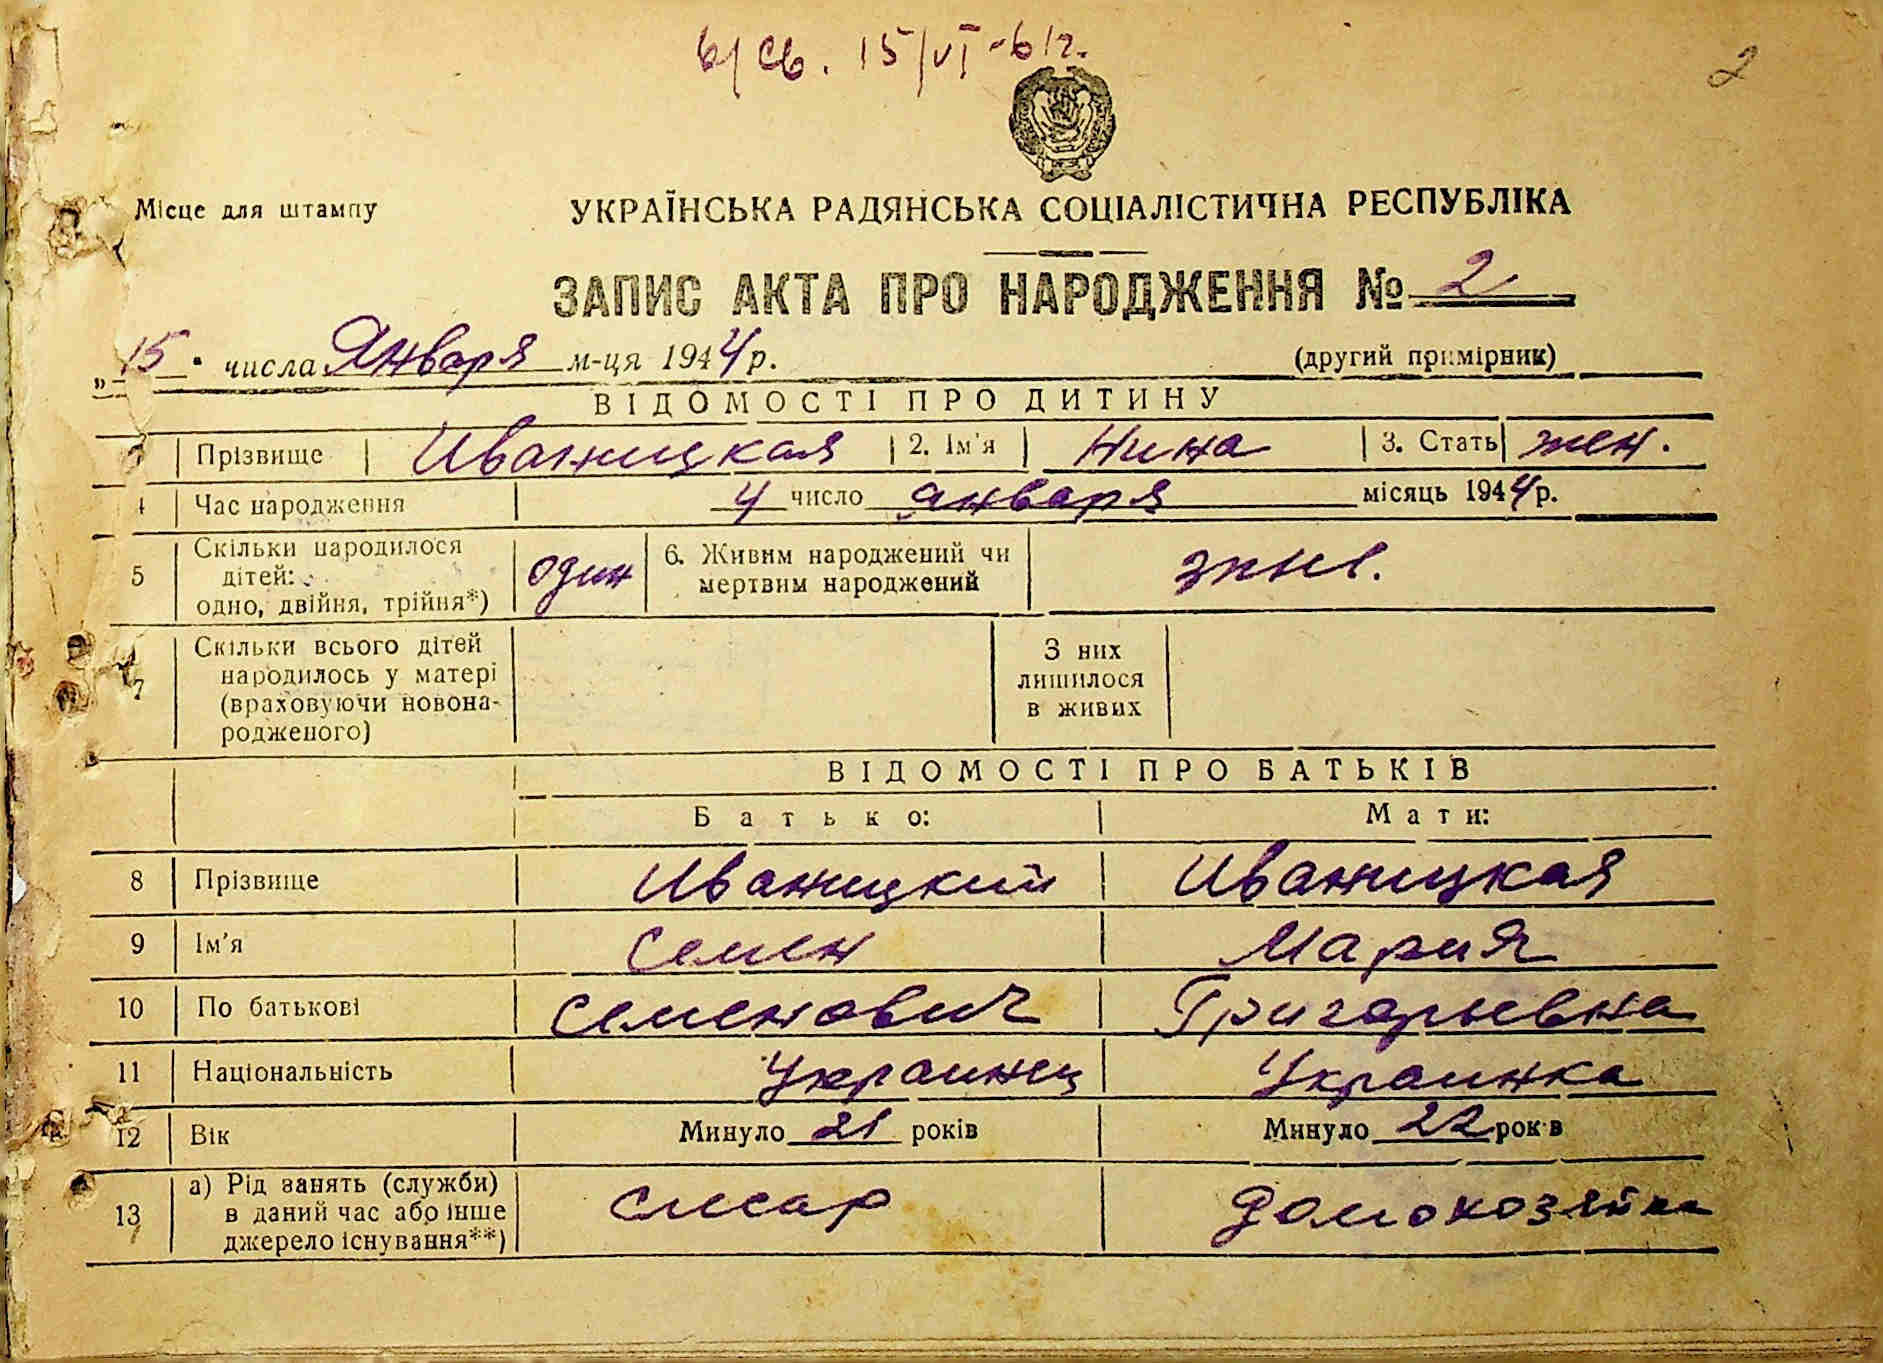 в/св. 15/VI-61г.
2
Місце для штампу
УКРАЇНСЬКА РАДЯНСЬКА СОЦІАЛІСТИЧНА РЕСПУБЛІКА
ЗАПИС АКТА ПРО НАРОДЖЕННЯ № 2
„15" числа Января м-ця 1944 р. (другий примірник)
ВІДОМОСТІ ПРО ДИТИНУ
Прізвище | Иваницкая | 2. Ім'я | Нина | 3. Стать | жен.
4 | Час народження | 4 число января місяць 1944 р.
5 | Скільки народилося дітей: одно, двійня, трійня*) | один | 6. Живим народжений чи мертвим народжений | жив.
7 | Скільки всього дітей народилось у матері (враховуючи новонародженого) | З них лишилося в живих
ВІДОМОСТІ ПРО БАТЬКІВ
Батько: | Мати:
8 | Прізвище | Иваницкий | Иваницкая
9 | Ім'я | Семен | Мария
10 | По батькові | Семенович | Григорьевна
11 | Національність | Украинец | Украинка
12 | Вік | Минуло 21 років | Минуло 22 рок в
13 | а) Рід занять (служби) в даний час або інше джерело існування**) | слесар | Домохозяйка